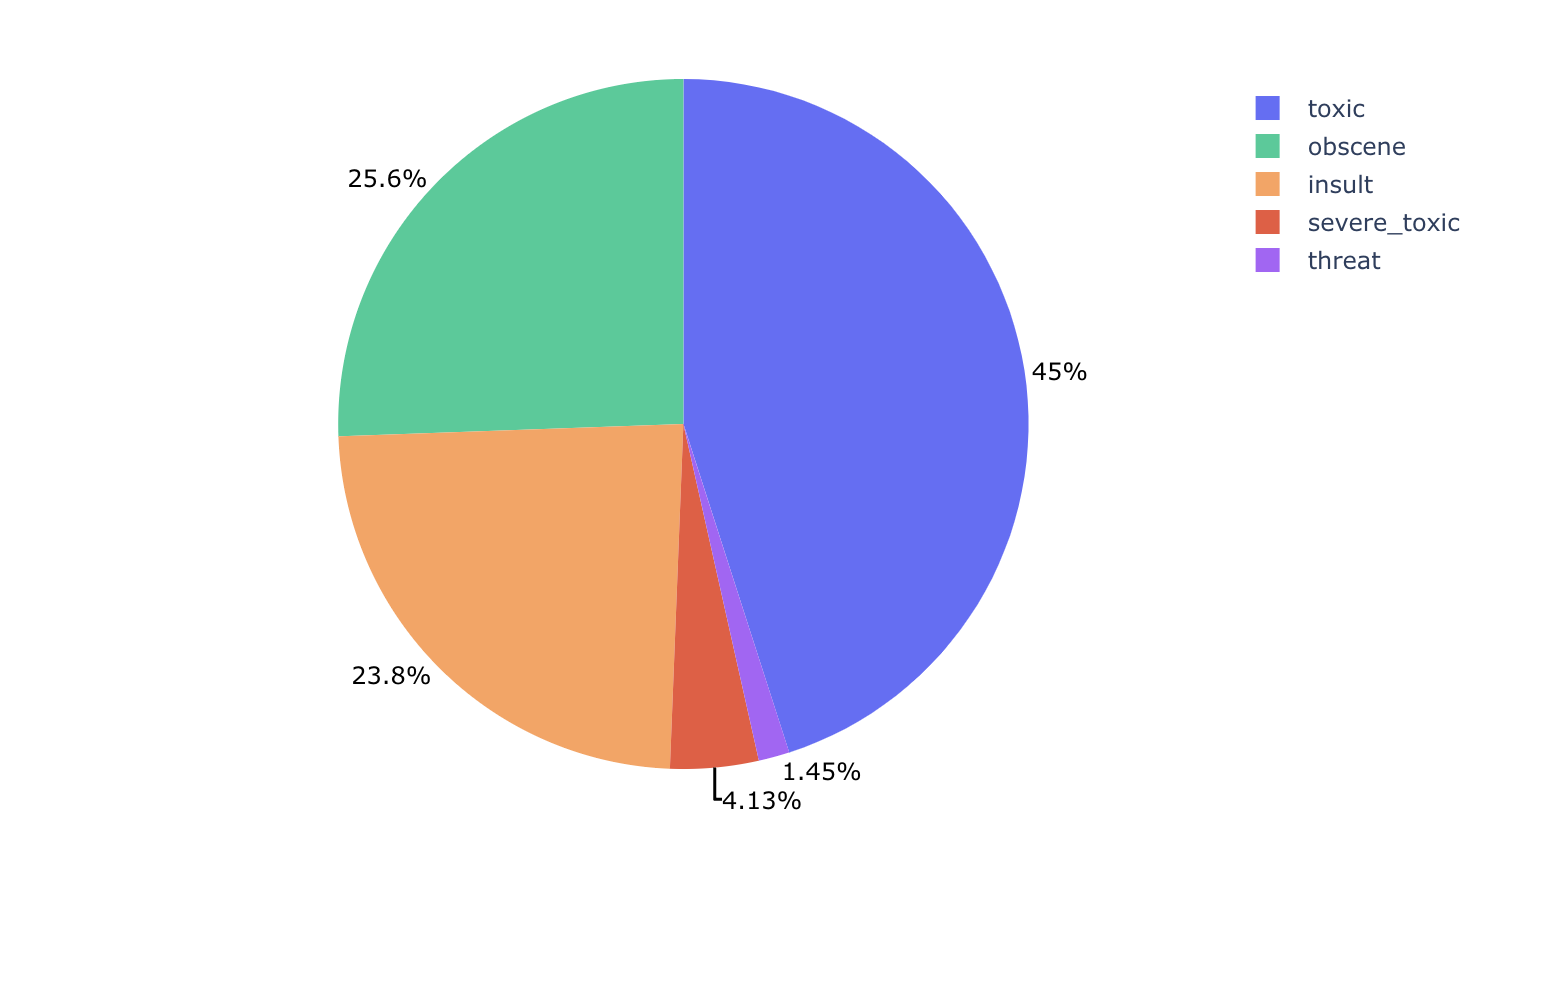 toxic
obscene
insult
severe_toxic
threat
25.6%
45%
23.8%
1.45%
4.13%